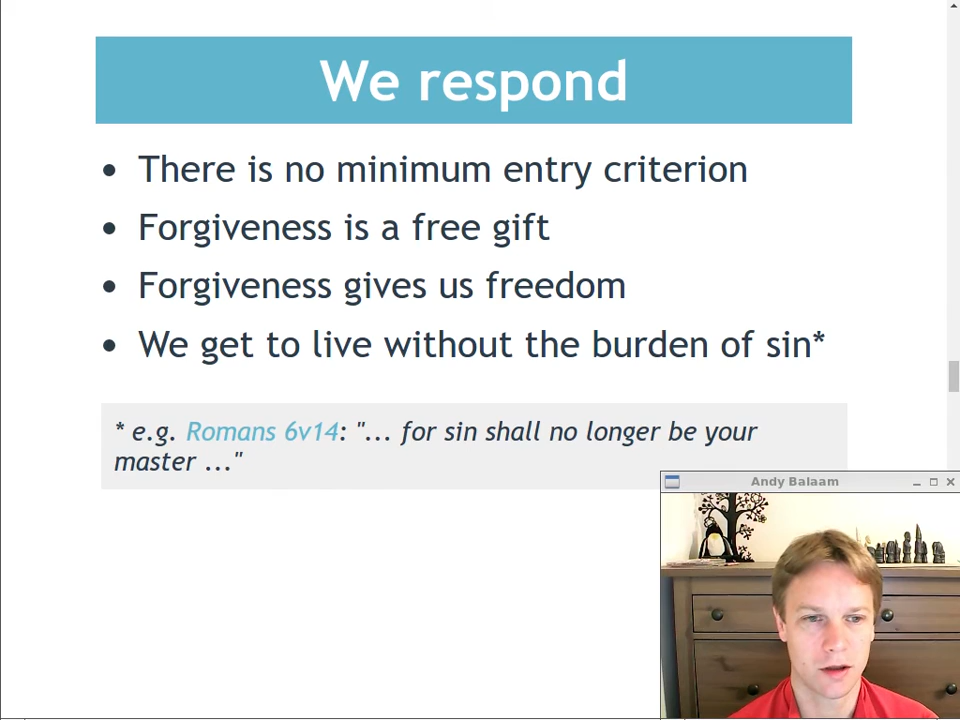 We respond
• There is no minimum entry criterion
• Forgiveness is a free gift
• Forgiveness gives us freedom
• We get to live without the burden of sin*
* e.g. Romans 6v14: "... for sin shall no longer be your
master ..."
Andy Balaam